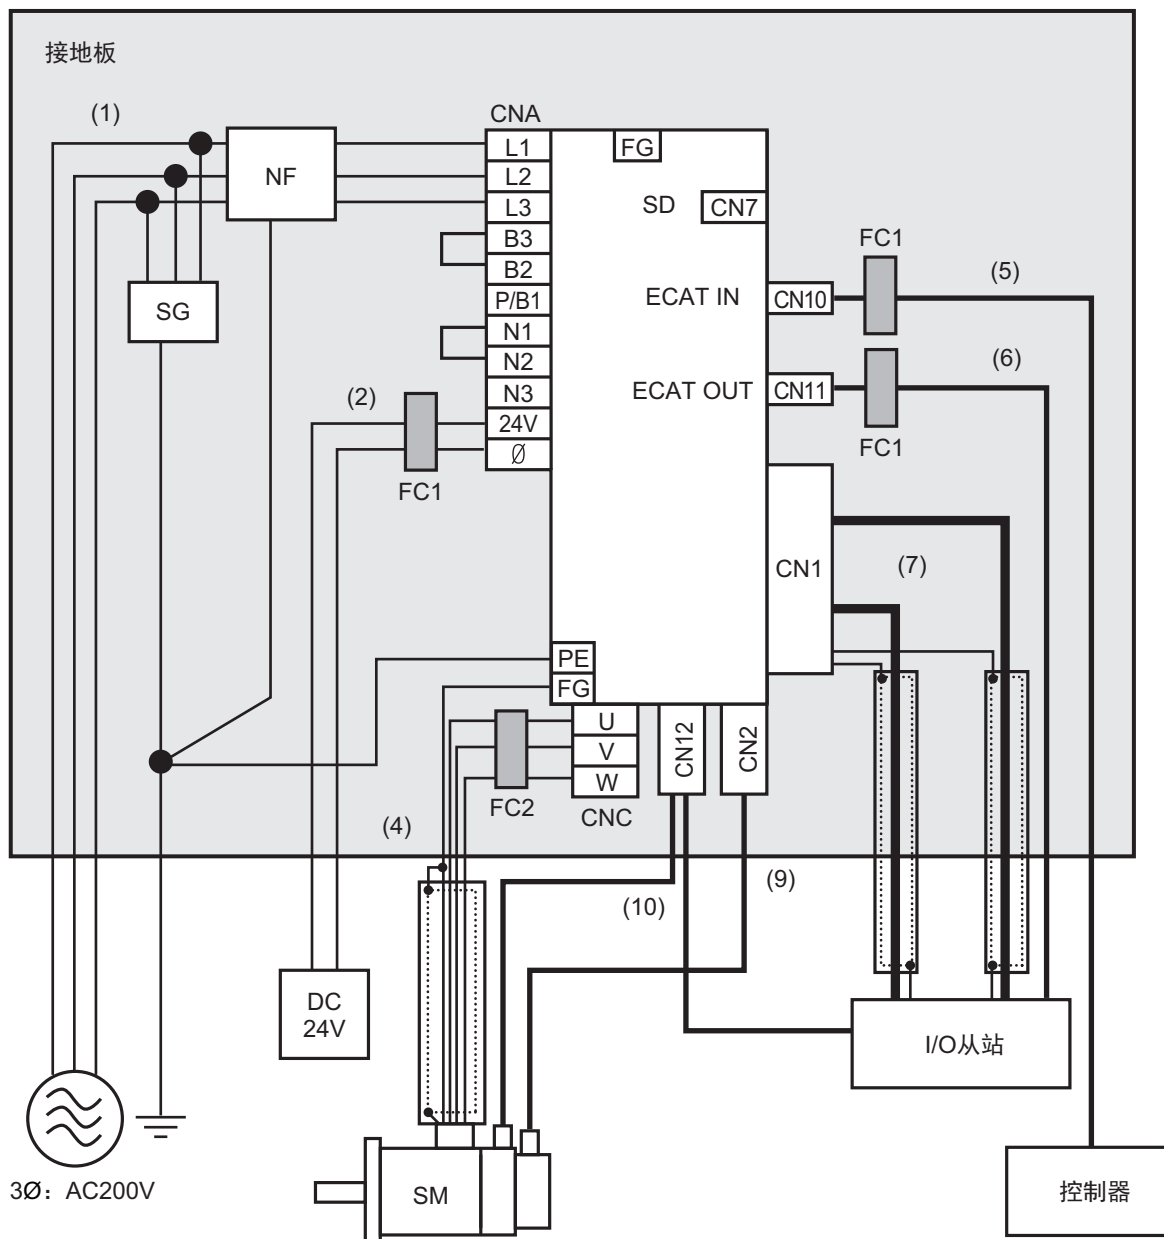 接地板
(1)
CNA
NF
L1
FG
L2
L3
SD
CN7
B3
B2
FC1
(5)
SG
P/B1
ECAT IN
CN10
N1
N2
(6)
N3
ECAT OUT
CN11
(2)
24V
Ø
FC1
FC1
CN1
(7)
PE
FG
U
V
W
CN12
CN2
FC2
CNC
(4)
(9)
(10)
DC
24V
I/O从站
3Ø：AC200V
SM
控制器